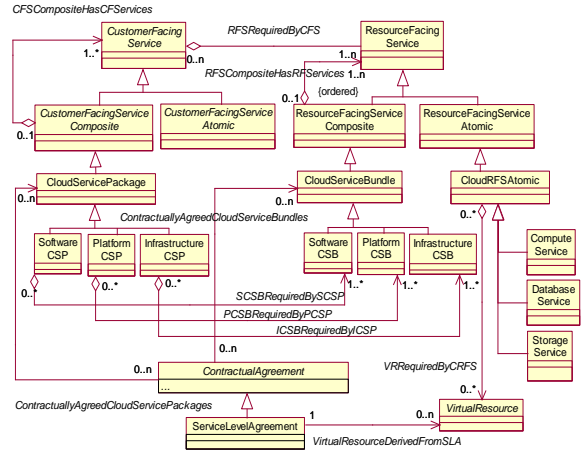 CFSCompositeHasCFServices
CustomerFacing
Service
RFSRequiredByCFS
ResourceFacing
Service
1..*
0..n
1..n
RFSCompositeHasRFServices
1..n
{ordered]
0..1
0..1
CustomerFacingService
Composite
CustomerFacingService
Atomic
ResourceFacingService
Composite
ResourceFacingService
Atomic
CloudServicePackage
CloudServiceBundle
CloudRFSAtomic
0..n
0..n
0..*
ContractuallyAgreedCloudServiceBundles
Software
CSP
Platform
CSP
Infrastructure
CSP
Software
CSB
Platform
CSB
Infrastructure
CSB
Compute
Service
0..*
0..*
0..*
1..*
1..*
1..*
SCSBRequiredBySCSP
PCSBRequiredByPCSP
ICSBRequiredByICSP
Database
Service
Storage
Service
0..n
0..n
VRRequiredByCRFS
ContractualAgreement
...
0..*
ContractuallyAgreedCloudServicePackages
ServiceLevelAgreement
1
0..n
VirtualResource
VirtualResourceDerivedFromSLA